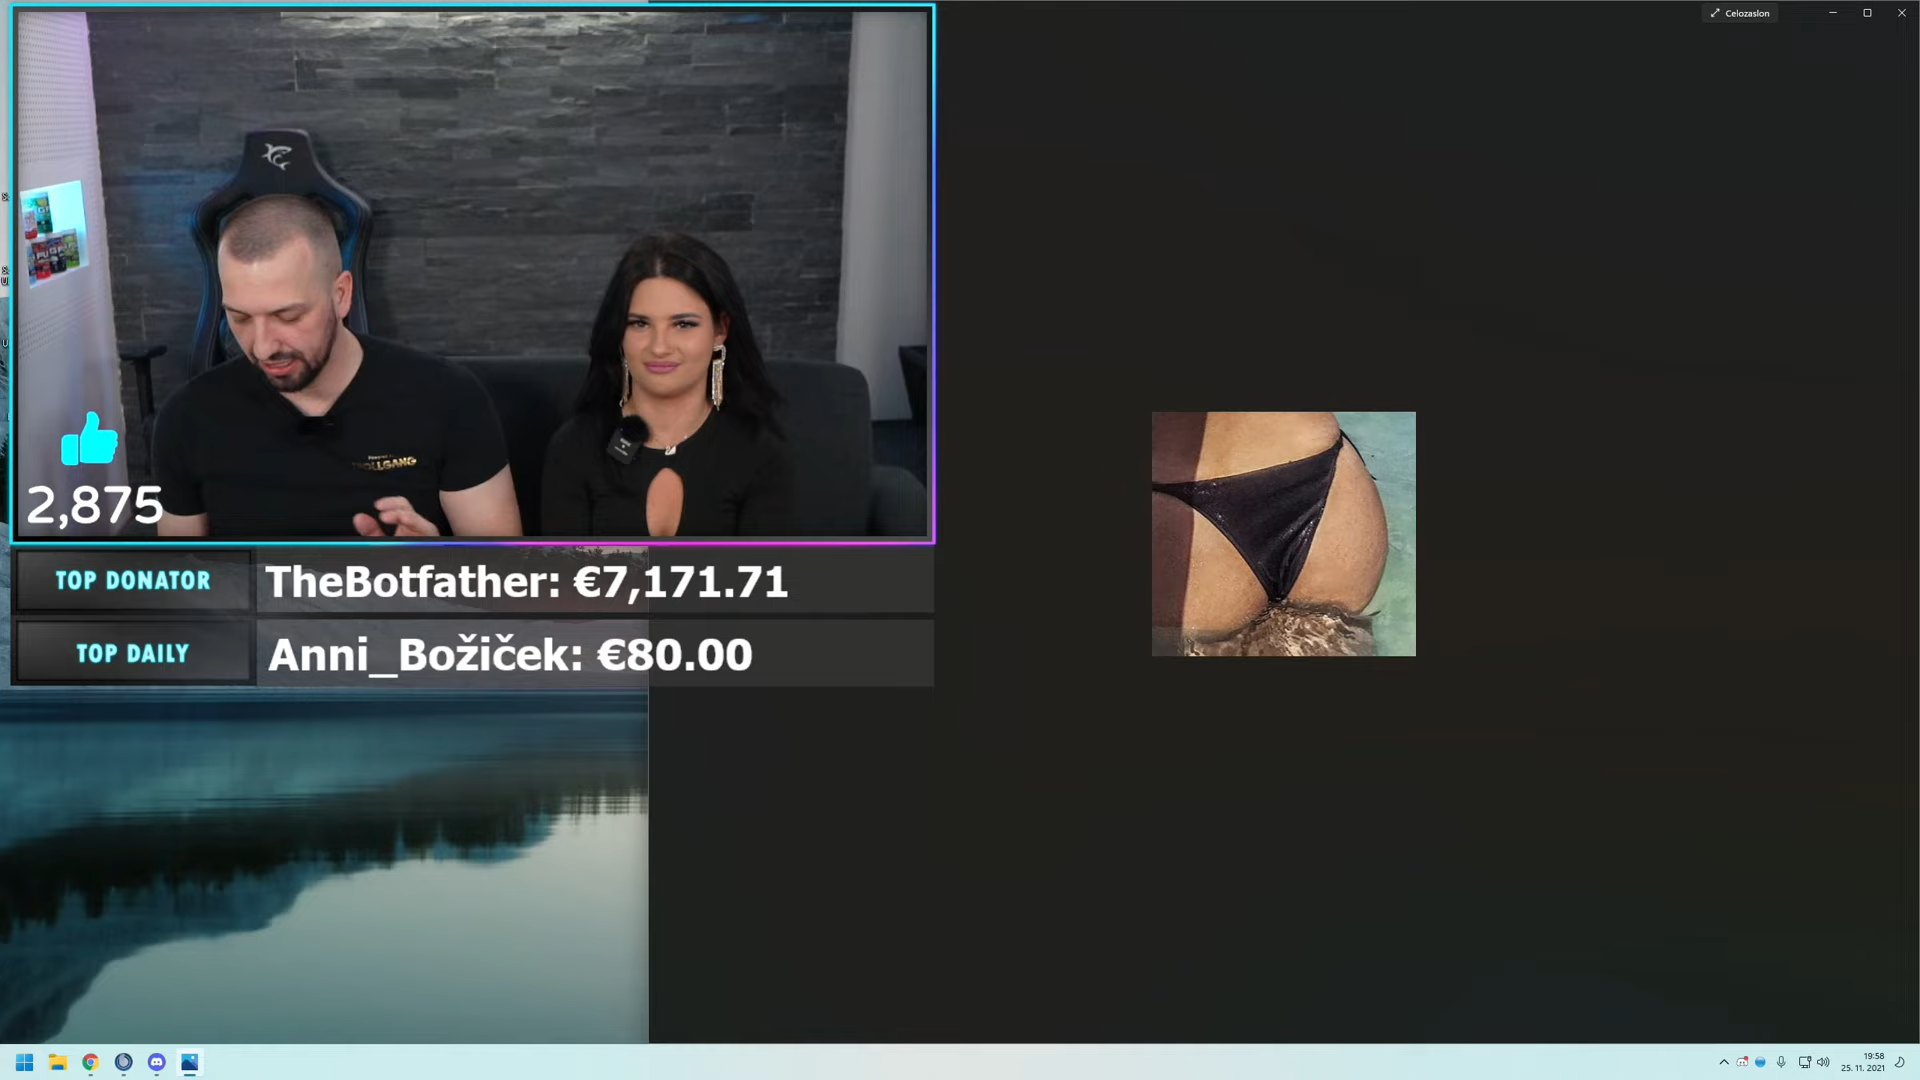 Celozaslon
TROLLGANG
2,875
TOP DONATOR
TheBotfather: €7,171.71
TOP DAILY
Anni_Božiček: €80.00
19:58
25. 11. 2021